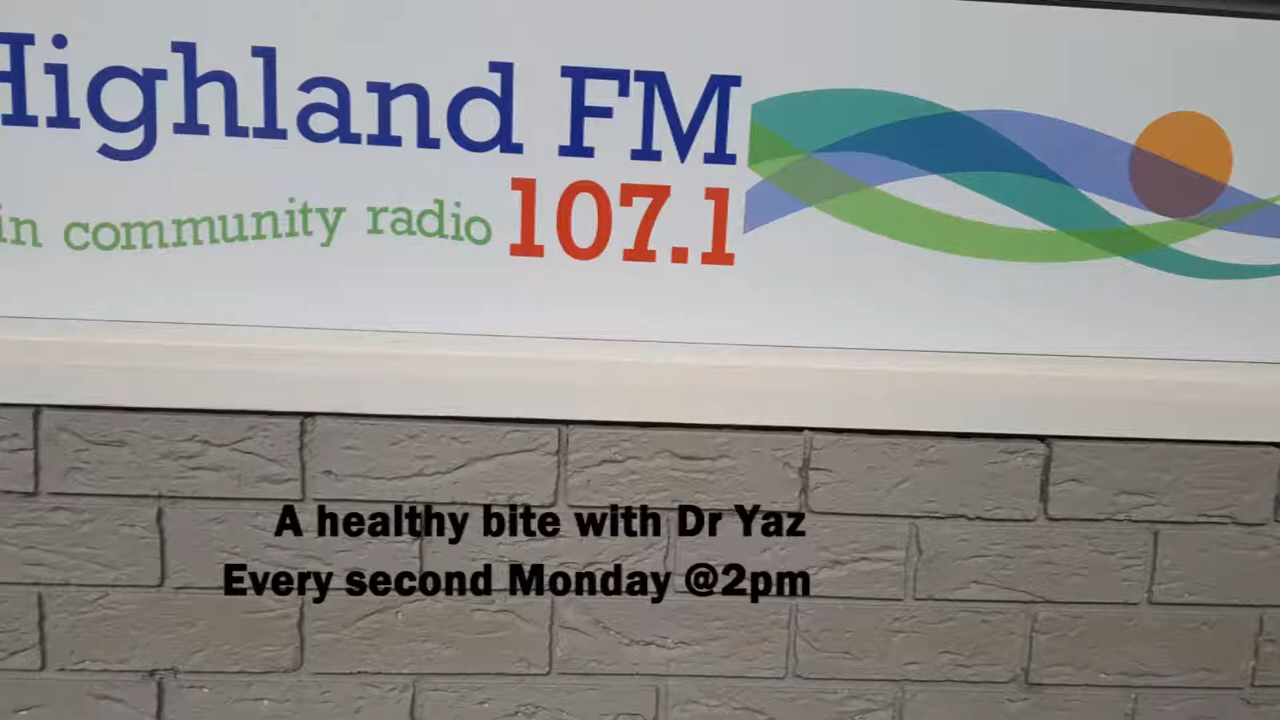 Highland FM
in community radio 107.1
A healthy bite with Dr Yaz
Every second Monday @2pm